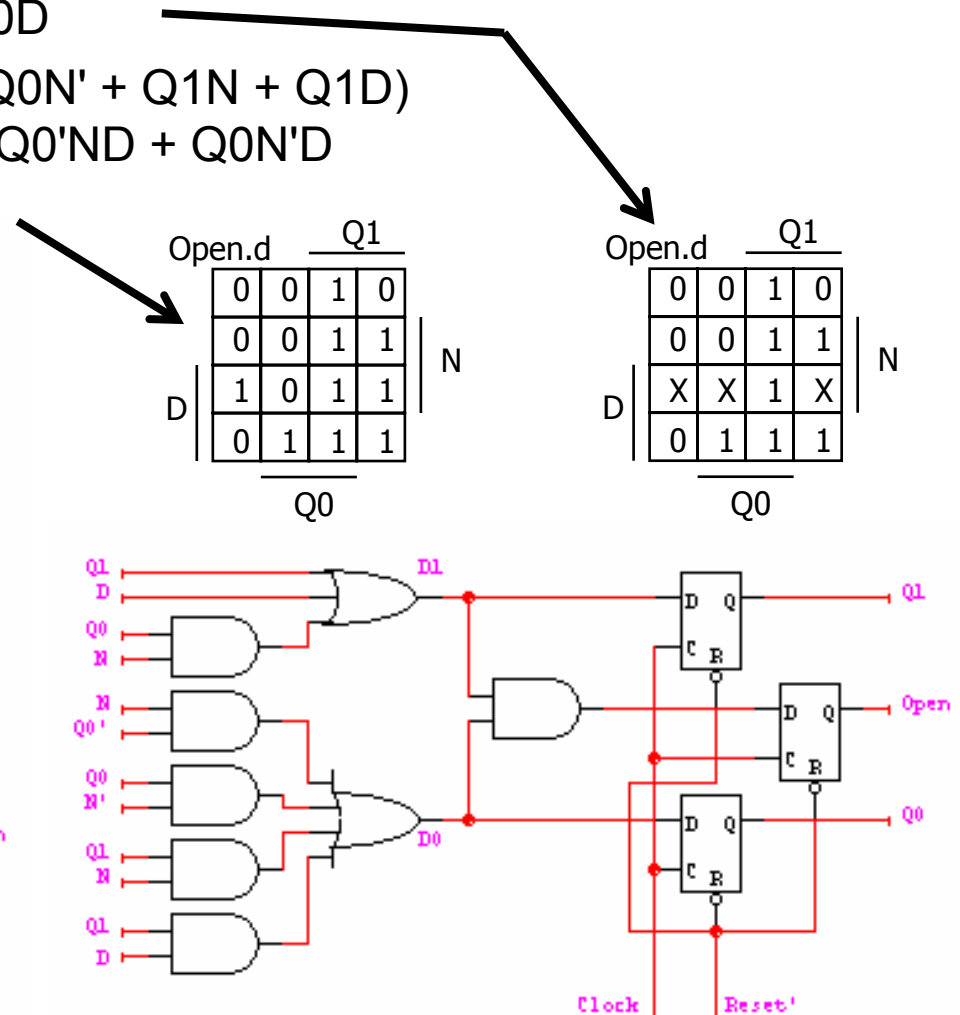 0D
Q0N' + Q1N + Q1D)
Q0'ND + Q0N'D
Open.d Q1
0 0 1 0
0 0 1 1
N
1 0 1 1
D
0 1 1 1
Q0
Open.d Q1
0 0 1 0
0 0 1 1
N
X X 1 X
D
0 1 1 1
Q0
Q1
D
Q0
N
N
Q0'
Q0
N'
Q1
N
Q1
D
D1
D0
D Q
C
R
Q1
D Q
C
R
Open
D Q
C
R
Q0
Clock
Reset'